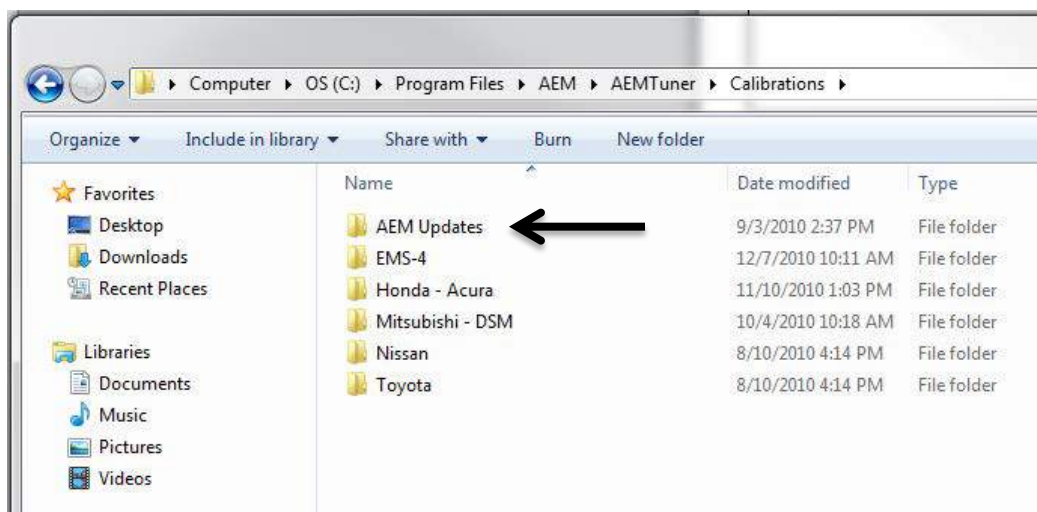 Computer OS (C:) Program Files AEM AEMTuner Calibrations
Organize Include in library Share with Burn New folder
Favorites
Desktop
Downloads
Recent Places
Libraries
Documents
Music
Pictures
Videos
Name Date modified Type
AEM Updates 9/3/2010 2:37 PM File folder
EMS-4 12/7/2010 10:11 AM File folder
Honda - Acura 11/10/2010 1:03 PM File folder
Mitsubishi - DSM 10/4/2010 10:18 AM File folder
Nissan 8/10/2010 4:14 PM File folder
Toyota 8/10/2010 4:14 PM File folder